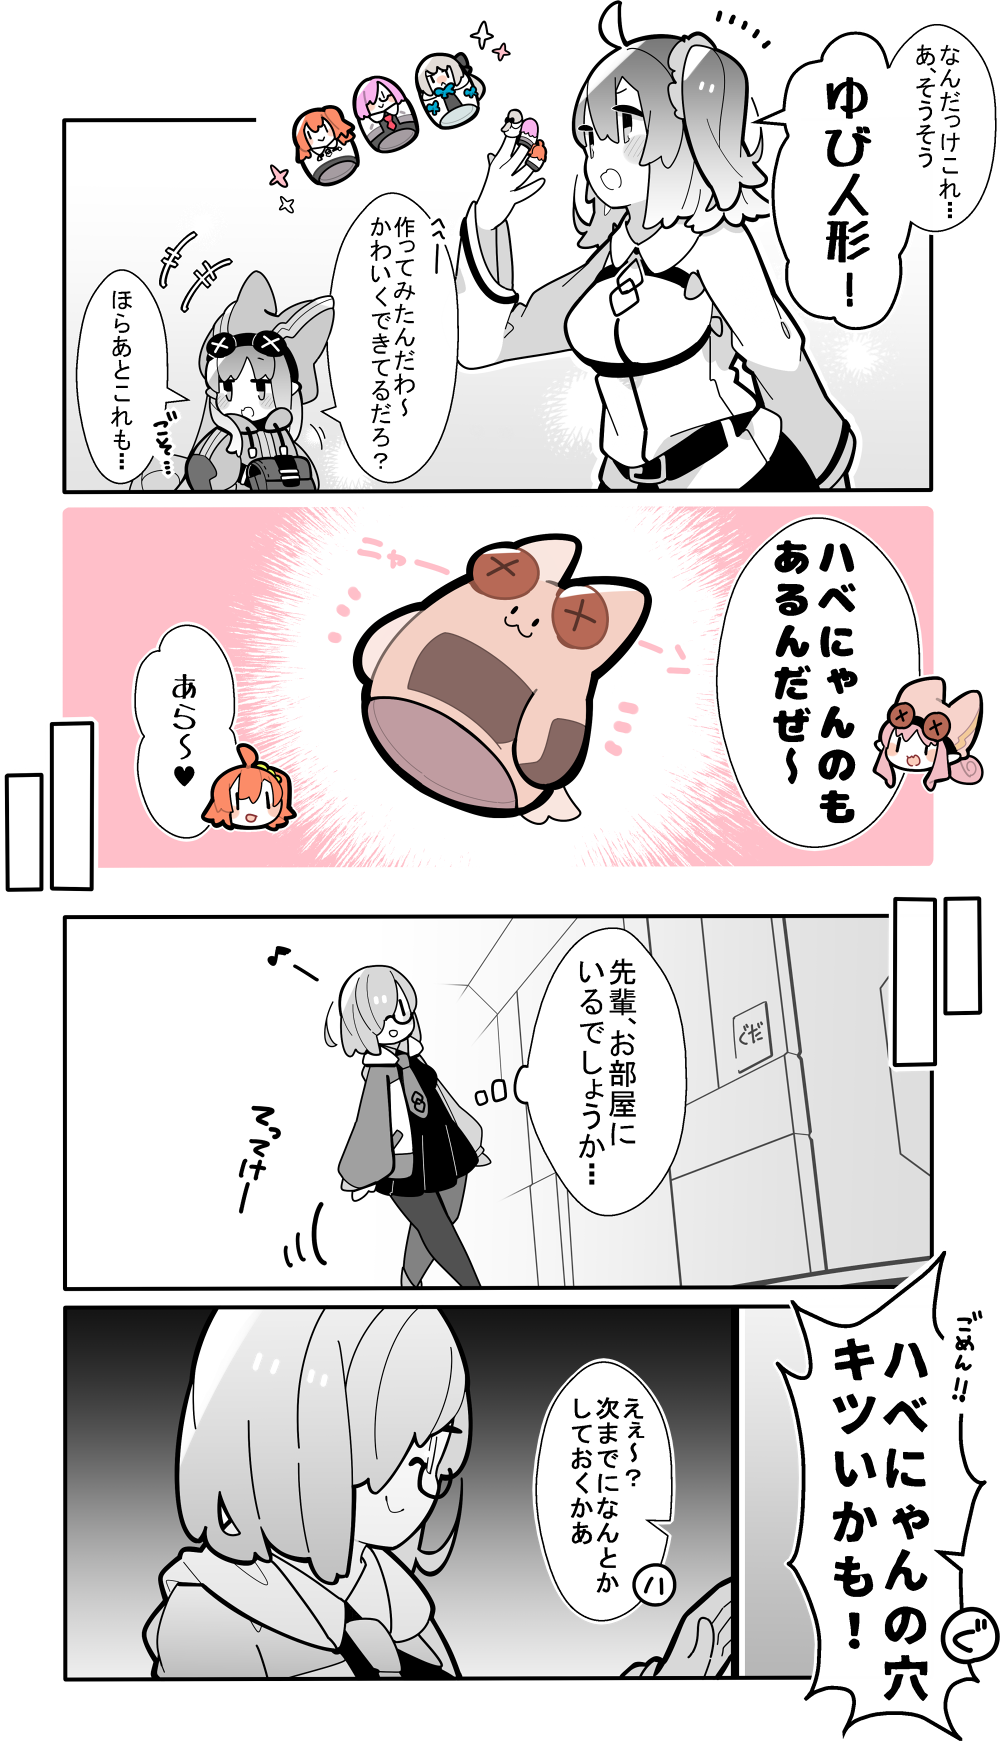 なんだっけこれ…
あ、そうそう
ゆび人形！
へぇー
作ってみたんだわ〜
かわいくできてるだろ？
ほらあとこれも…
ごそ…
ハベにゃんのも
あるんだぜ〜
ニャーーン
あら〜♥
先輩、お部屋に
いるでしょうか…
ぐだ
♪
てってけー
ごめん!!
ハベにゃんの穴
キツいかも！
ぐ
えぇ〜？
次までになんとか
しておくかあ
ハ